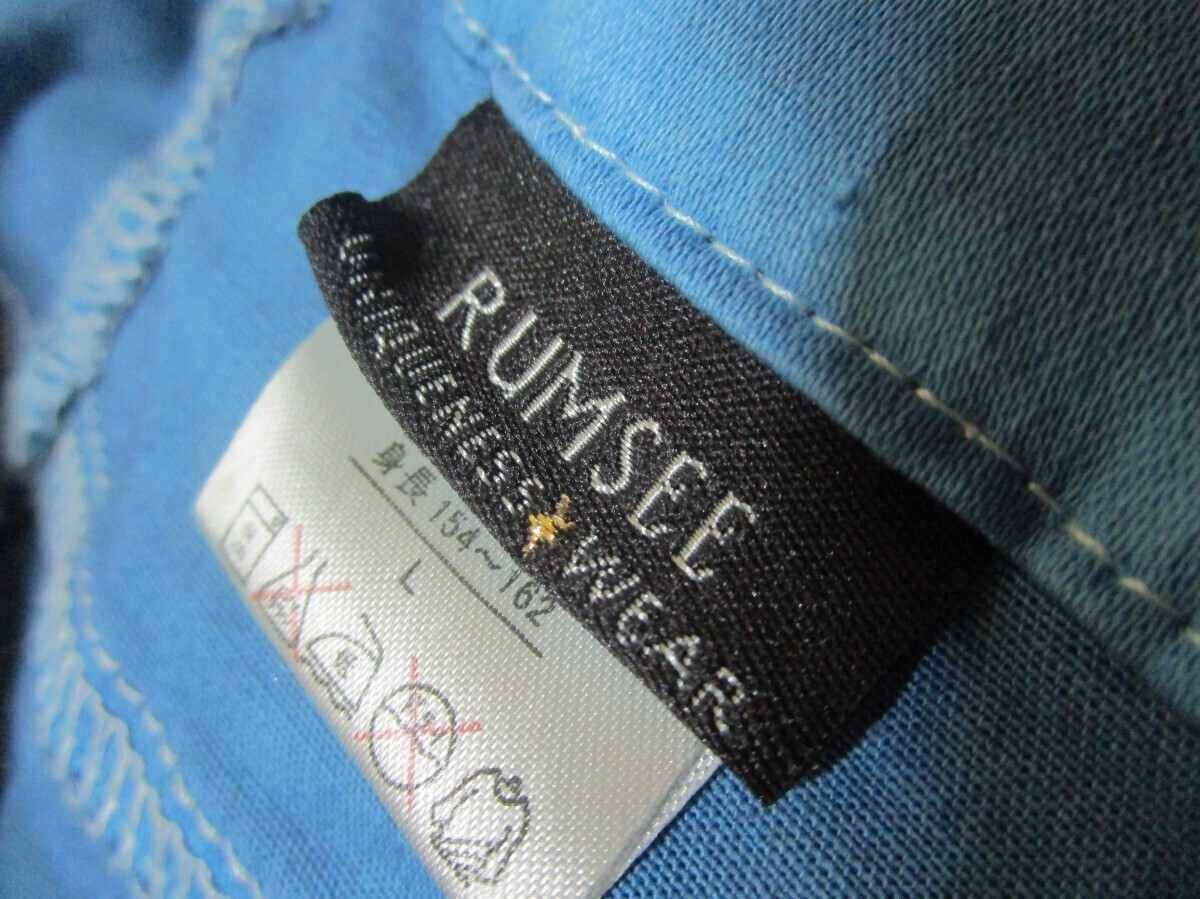 RUMSEE
UNIQUENESS WEAR
身長 154~162
L